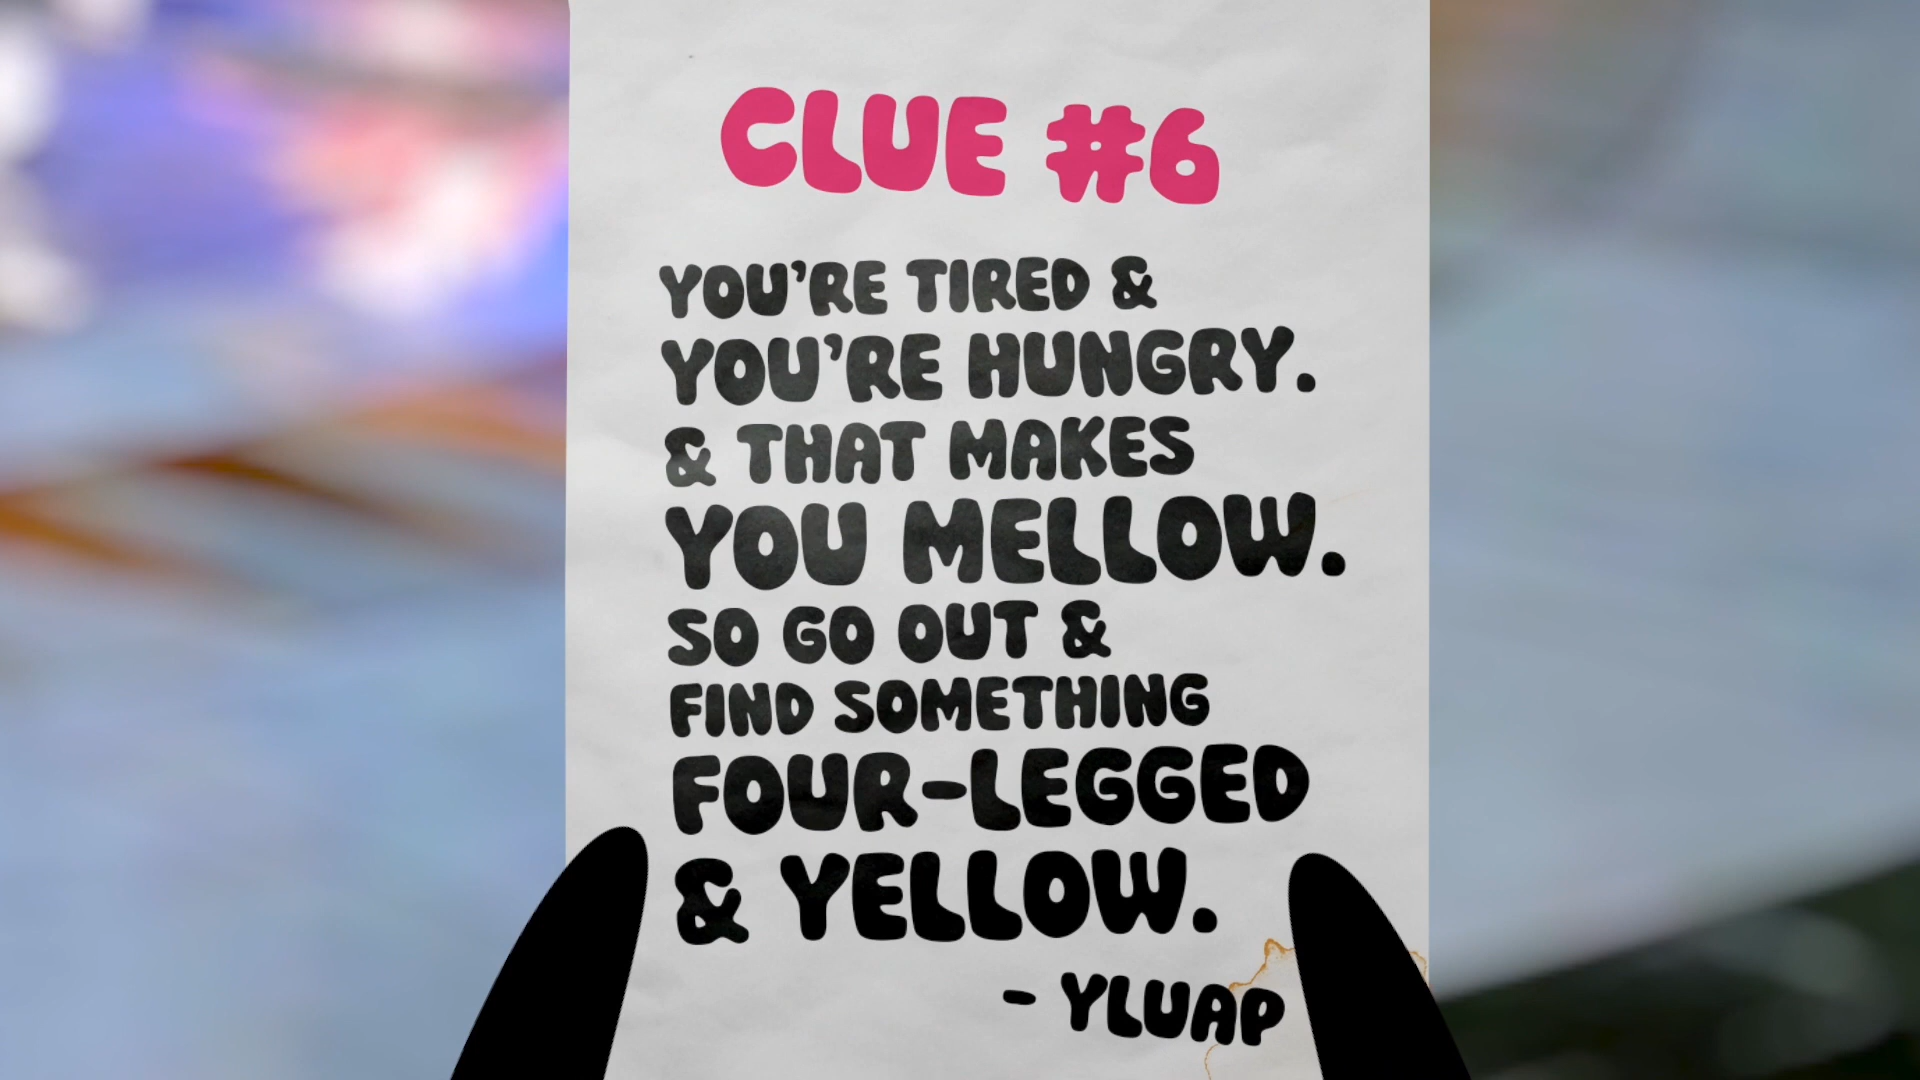 CLUE #6
YOU'RE TIRED &
YOU'RE HUNGRY.
& THAT MAKES
YOU MELLOW.
SO GO OUT &
FIND SOMETHING
FOUR-LEGGED
& YELLOW.
- YLUAP